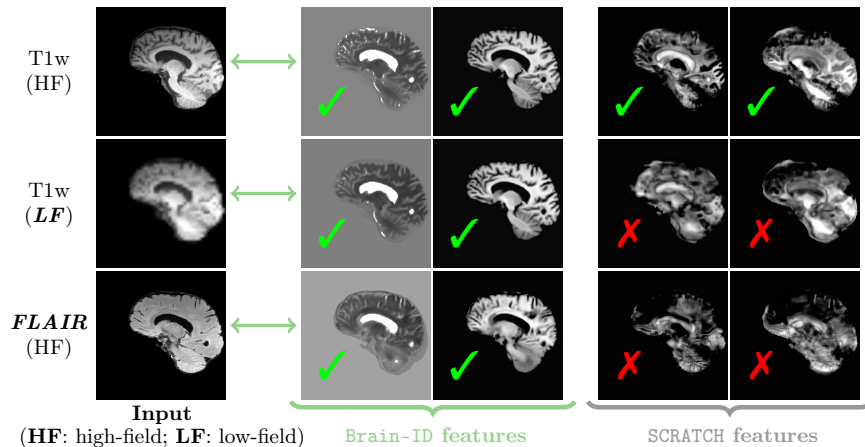 T1w
(HF)
T1w
(LF)
FLAIR
(HF)
Input
(HF: high-field; LF: low-field)
Brain-ID features
SCRATCH features